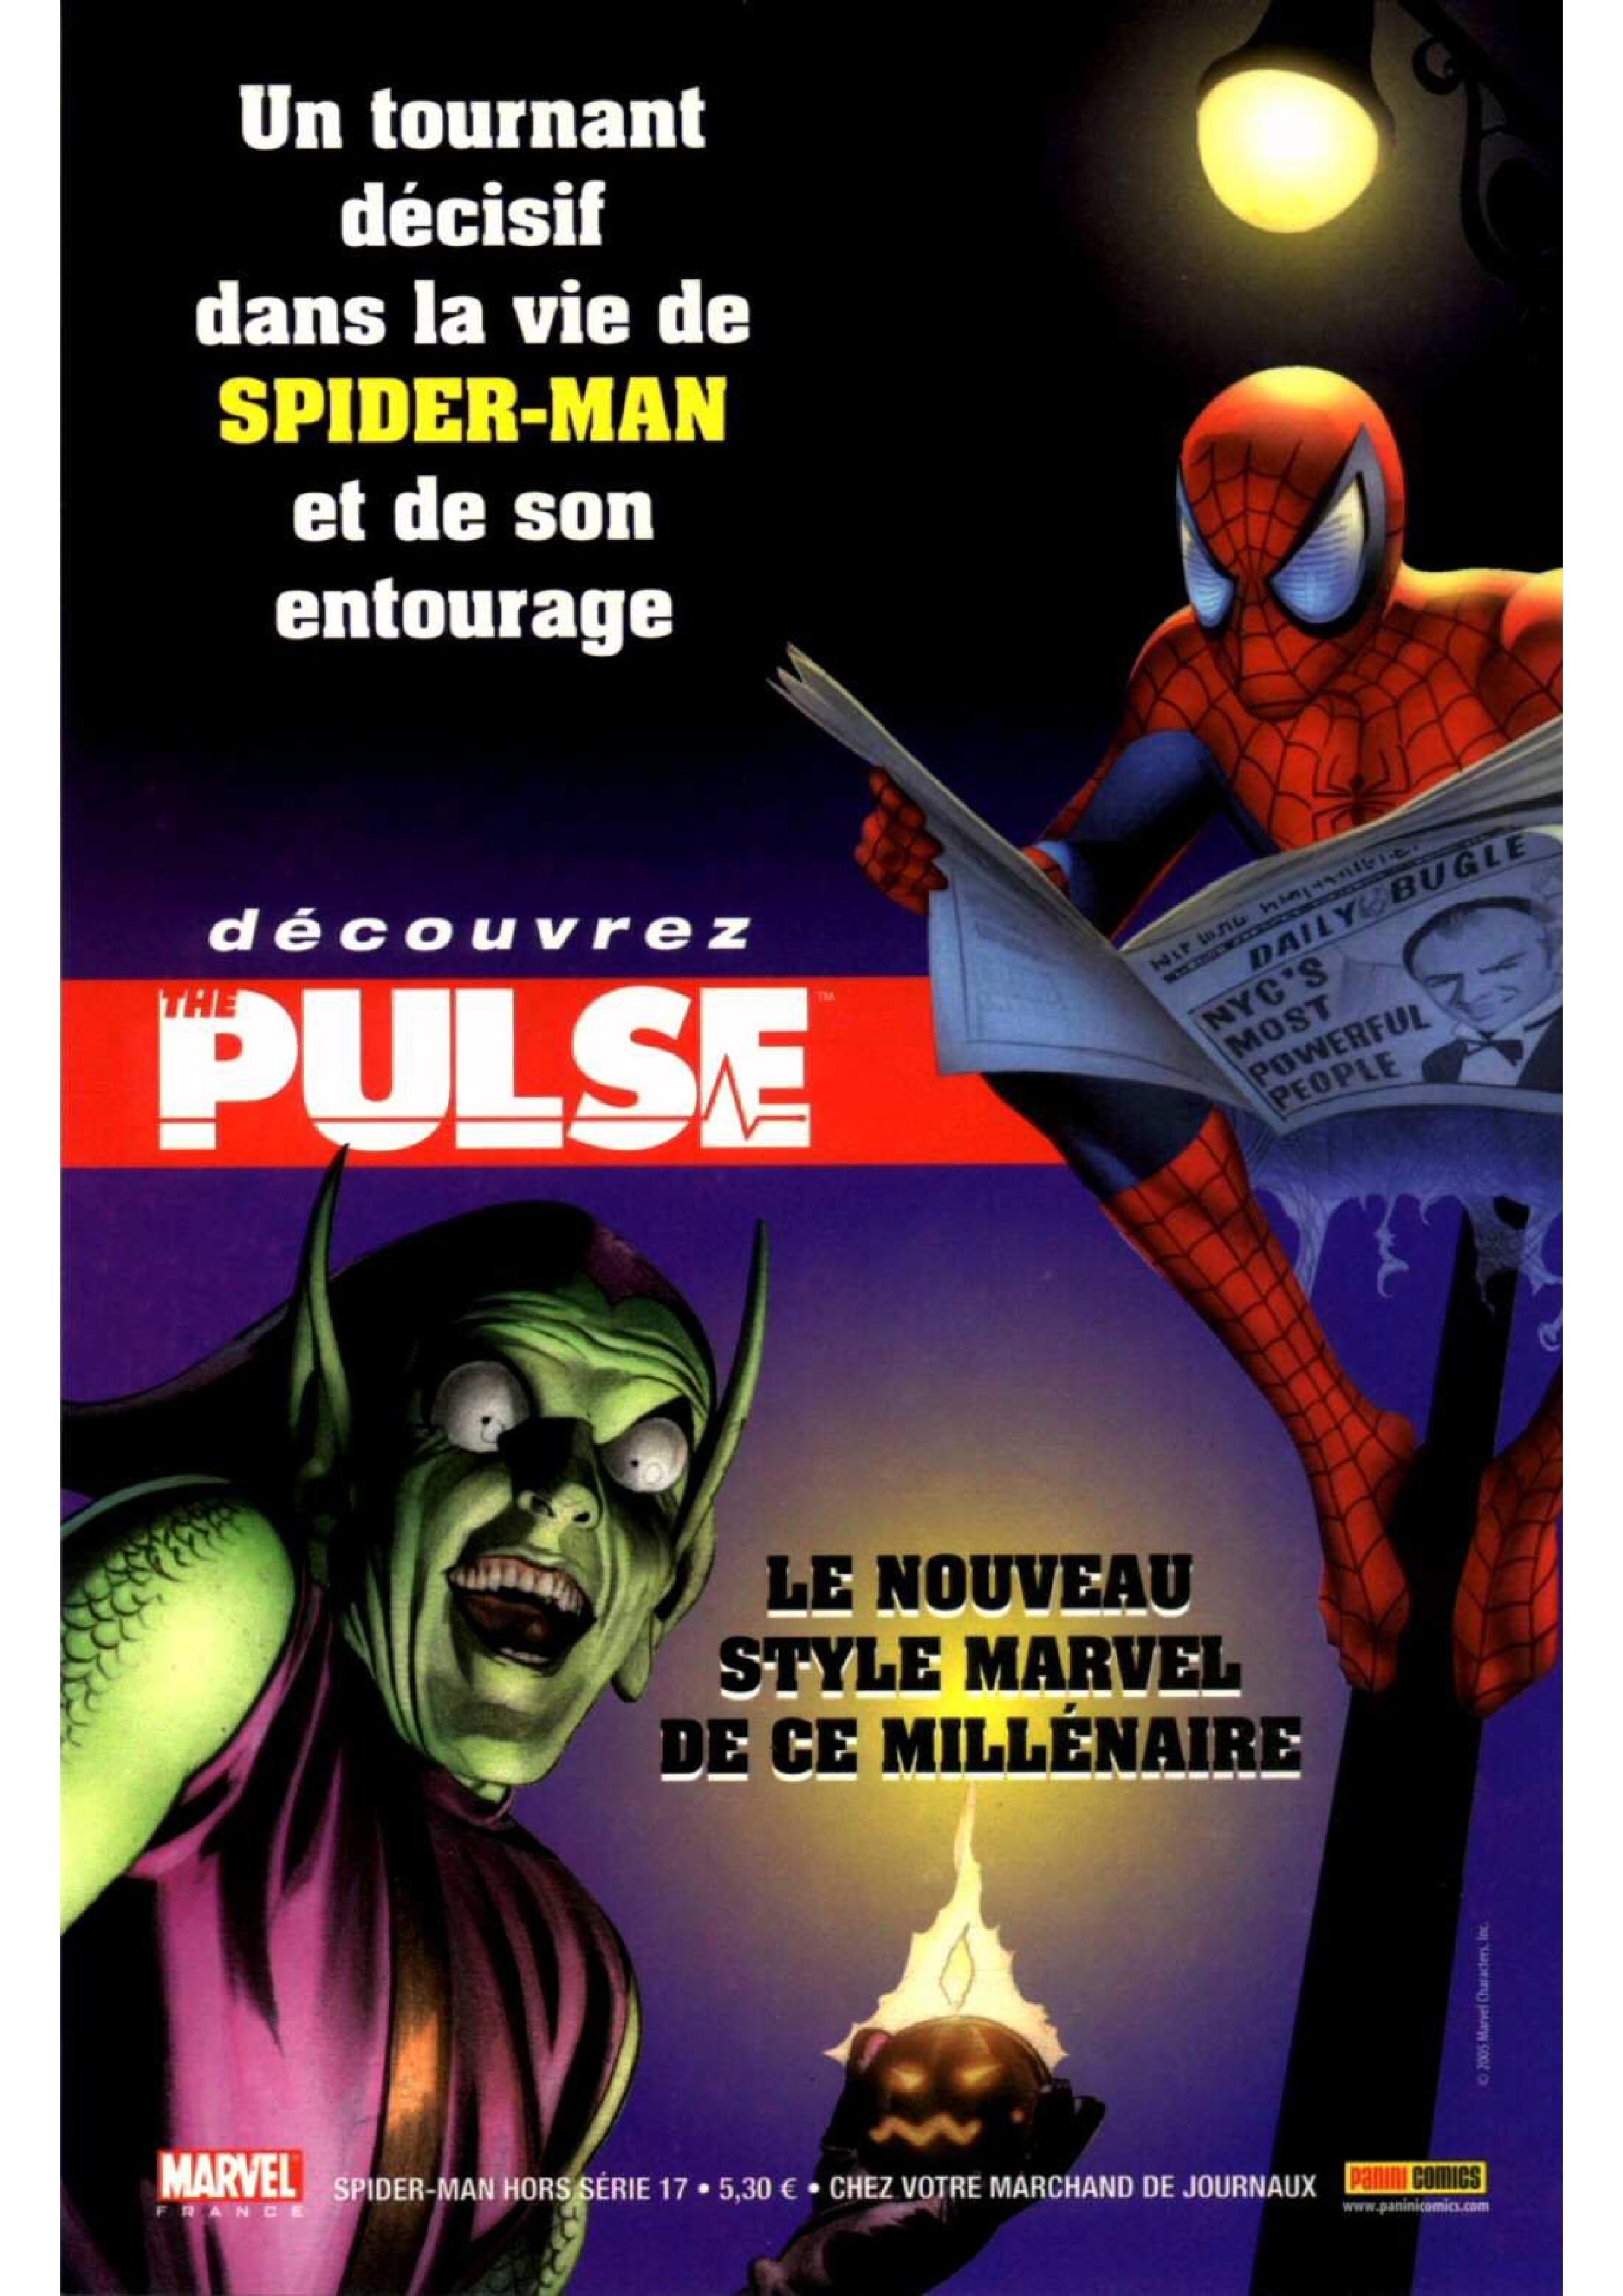 Un tournant
décisif
dans la vie de
SPIDER-MAN
et de son
entourage
découvrez
THE
PULSE™
DAILY BUGLE
NYC'S
MOST
POWERFUL
PEOPLE
LE NOUVEAU
STYLE MARVEL
DE CE MILLÉNAIRE
© 2005 Marvel Characters, Inc.
MARVEL
FRANCE
SPIDER-MAN HORS SÉRIE 17 • 5,30 € • CHEZ VOTRE MARCHAND DE JOURNAUX
PANINI COMICS
www.paninicomics.com